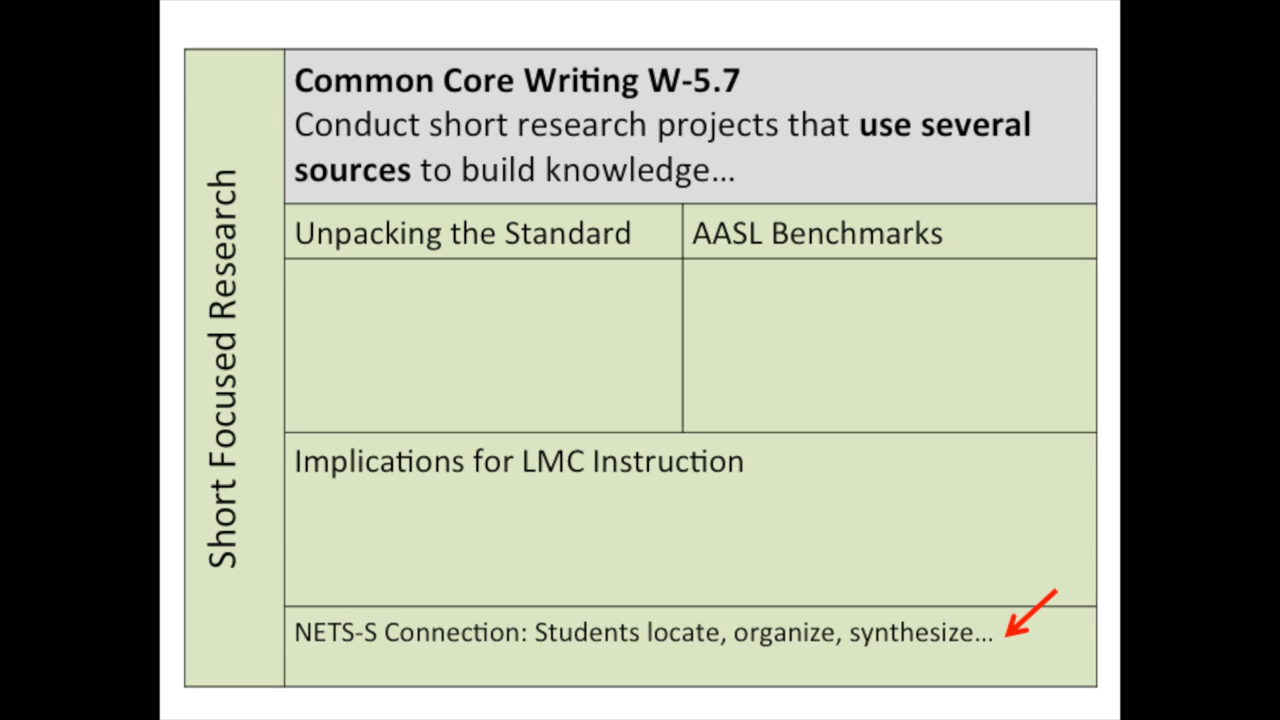 Short Focused Research
Common Core Writing W-5.7
Conduct short research projects that use several
sources to build knowledge…
Unpacking the Standard
AASL Benchmarks
Implications for LMC Instruction
NETS-S Connection: Students locate, organize, synthesize…